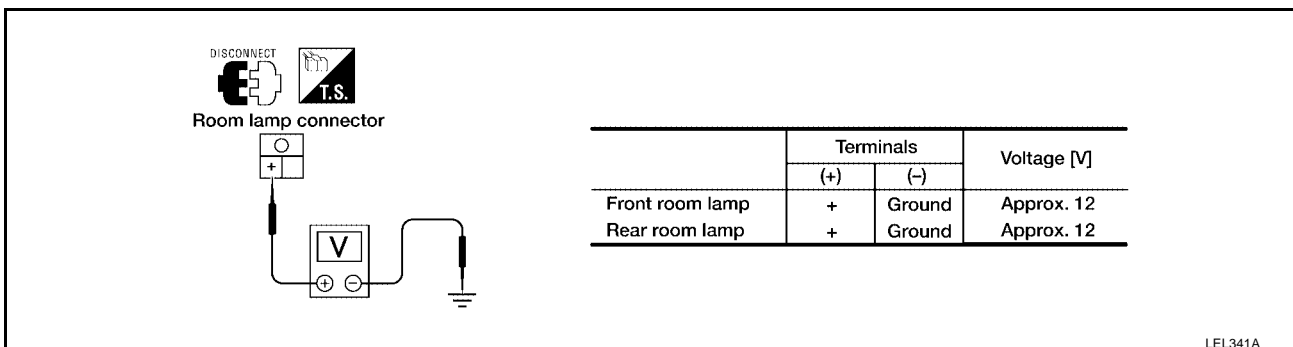 DISCONNECT
T.S.
Room lamp connector
+
V
+ −
Terminals Voltage [V]
(+) (–)
Front room lamp + Ground Approx. 12
Rear room lamp + Ground Approx. 12
LEL341A